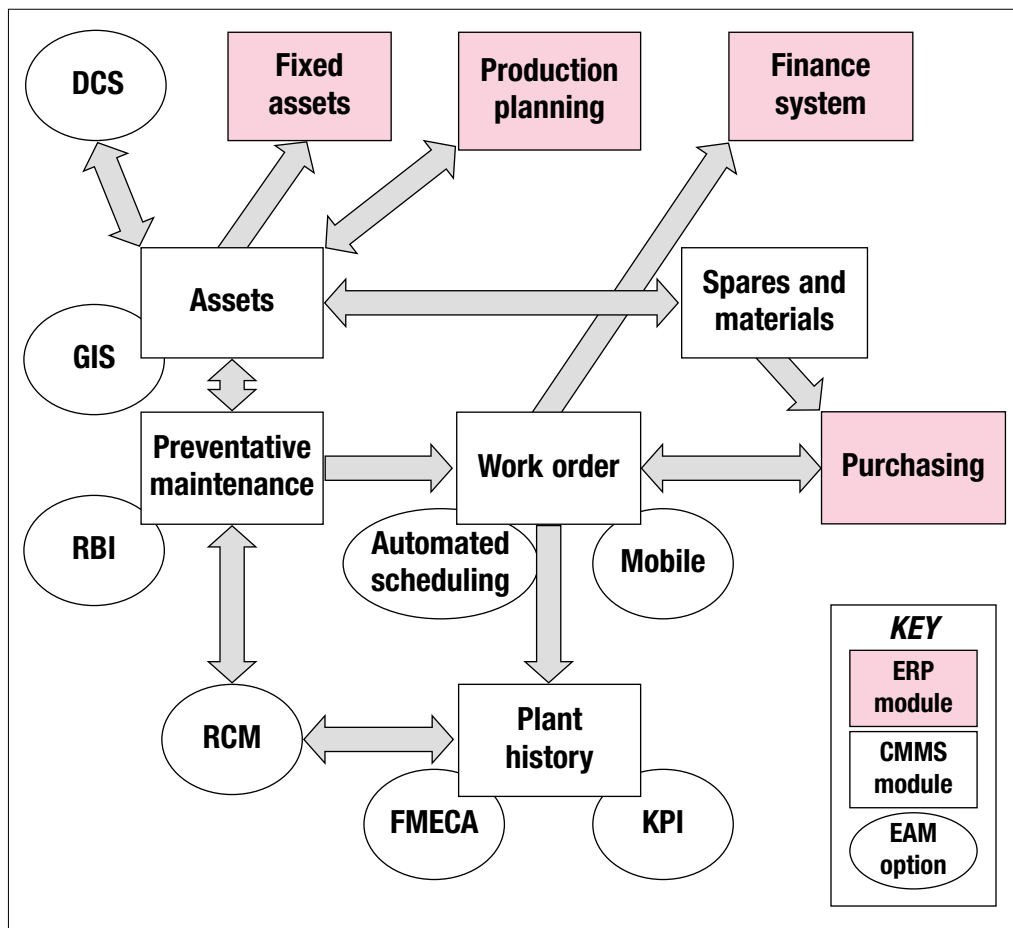 DCS
Fixed
assets
Production
planning
Finance
system
Assets
Spares and
materials
GIS
Preventative
maintenance
Work order
Purchasing
RBI
Automated
scheduling
Mobile
RCM
Plant
history
FMECA
KPI
KEY
ERP
module
CMMS
module
EAM
option